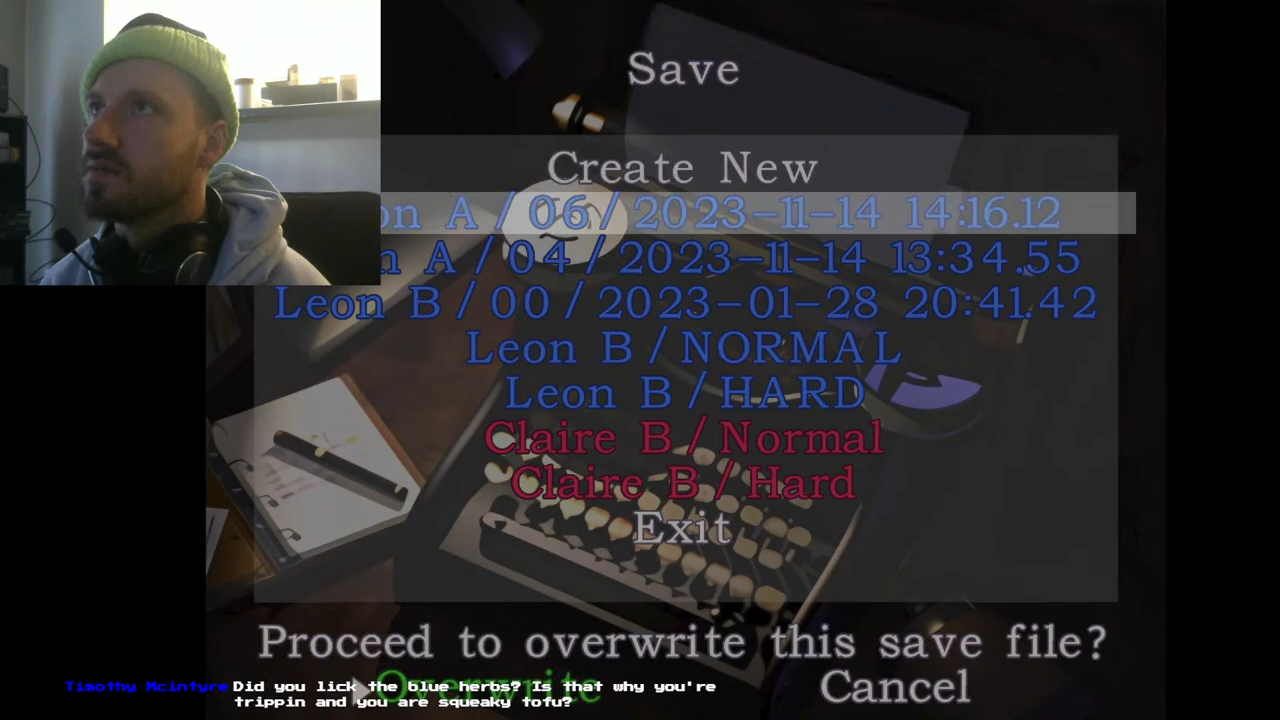 Save
Create New
on A / 06 / 2023-11-14 14:16.12
n A / 04 / 2023-11-14 13:34.55
Leon B / 00 / 2023-01-28 20:41.42
Leon B / NORMAL
Leon B / HARD
Claire B / Normal
Claire B / Hard
Exit
Proceed to overwrite this save file?
Overwrite Cancel
Timothy Mcintyre Did you lick the blue herbs? Is that why you're
trippin and you are squeaky tofu?